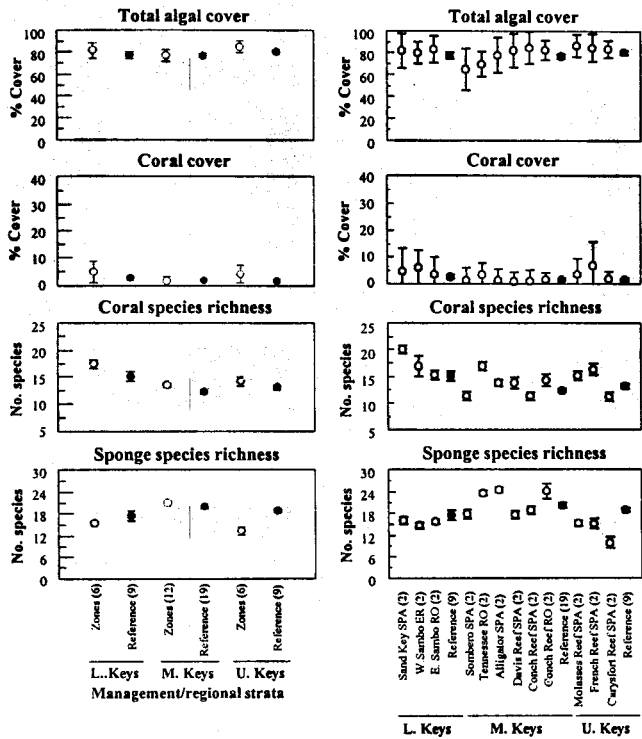 Total algal cover
100
80
60
40
20
0
% Cover
Coral cover
40
30
20
10
0
% Cover
Coral species richness
25
20
15
10
5
No. species
Sponge species richness
30
24
18
12
6
0
No. species
Zones (6)
Reference (9)
Zones (12)
Reference (19)
Zones (6)
Reference (9)
L..Keys
M. Keys
U. Keys
Management/regional strata
Total algal cover
100
80
60
40
20
0
% Cover
Coral cover
40
30
20
10
0
% Cover
Coral species richness
25
20
15
10
5
No. species
Sponge species richness
30
24
18
12
6
0
No. species
Sand Key SPA (2)
W. Sambo ER (2)
E. Sambo RO (2)
Reference (9)
Sombero SPA (2)
Tennessee RO (2)
Alligator SPA (2)
Davis Reef SPA (2)
Conch Reef SPA (2)
Conch Reef RO (2)
Reference (19)
Molasses Reef SPA (2)
French Reef SPA (2)
Carysfort Reef SPA (2)
Reference (9)
L. Keys
M. Keys
U. Keys